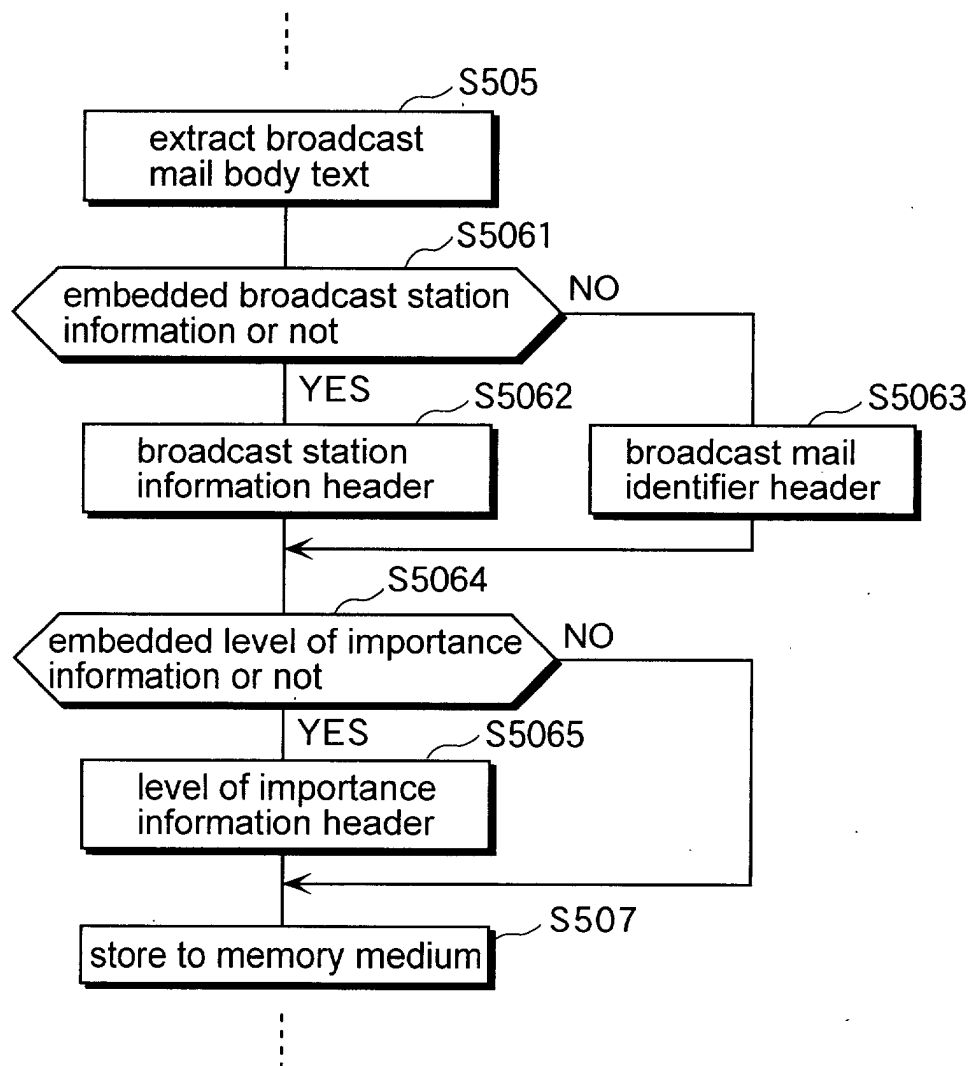 S505
extract broadcast
mail body text
S5061
embedded broadcast station
information or not
NO
YES
S5062
S5063
broadcast station
information header
broadcast mail
identifier header
S5064
embedded level of importance
information or not
NO
YES
S5065
level of importance
information header
S507
store to memory medium